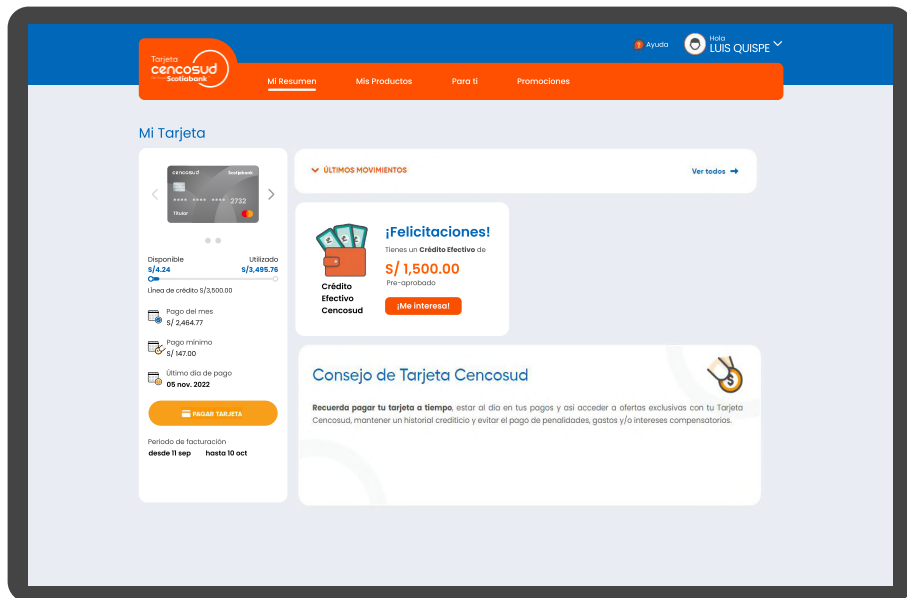 Ayuda
Hola
LUIS QUISPE
Tarjeta
cencosud
Scotiabank
Mi Resumen
Mis Productos
Para ti
Promociones
Mi Tarjeta
cencosud
Scotiabank
**** **** **** 2732
Titular
Disponible
Utilizado
S/4.24
S/3,495.76
Línea de crédito S/3,500.00
Pago del mes
S/ 2,464.77
Pago mínimo
S/ 147.00
Último día de pago
05 nov. 2022
PAGAR TARJETA
Periodo de facturación
desde 11 sep hasta 10 oct
ÚLTIMOS MOVIMIENTOS
Ver todos
Crédito
Efectivo
Cencosud
¡Felicitaciones!
Tienes un Crédito Efectivo de
S/ 1,500.00
Pre-aprobado
¡Me interesa!
Consejo de Tarjeta Cencosud
Recuerda pagar tu tarjeta a tiempo, estar al dia en tus pagos y asi acceder a ofertas exclusivas con tu Tarjeta
Cencosud, mantener un historial crediticio y evitar el pago de penalidades, gastos y/o intereses compensatorios.